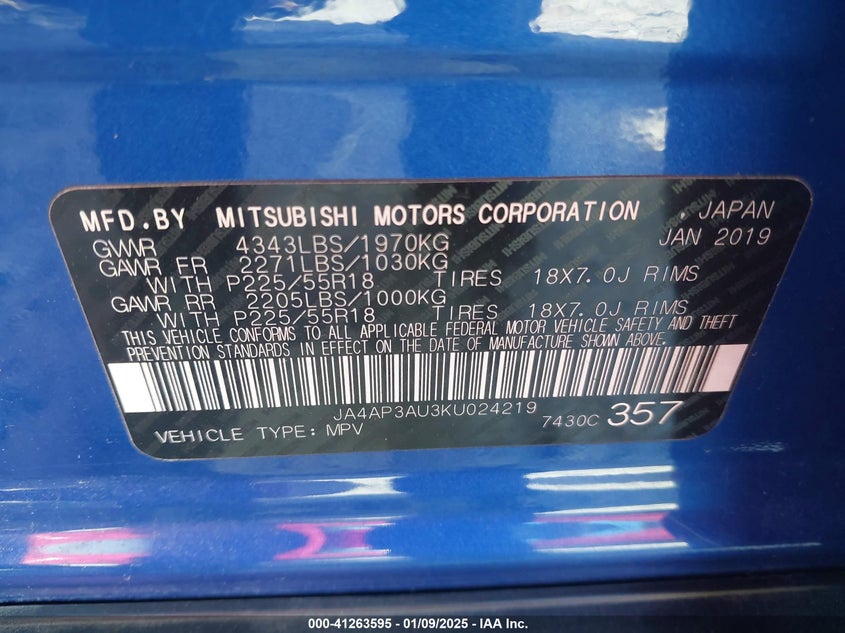 MFD.BY MITSUBISHI MOTORS CORPORATION . JAPAN
GVWR 4343LBS/1970KG JAN 2019
GAWR FR 2271LBS/1030KG
WITH P225/55R18 TIRES 18X7.0J RIMS
GAWR RR 2205LBS/1000KG
WITH P225/55R18 TIRES 18X7.0J RIMS
THIS VEHICLE CONFORMS TO ALL APPLICABLE FEDERAL MOTOR VEHICLE SAFETY AND THEFT
PREVENTION STANDARDS IN EFFECT ON THE DATE OF MANUFACTURE SHOWN ABOVE.
JA4AP3AU3KU024219
VEHICLE TYPE: MPV 7430C 357
000-41263595 - 01/09/2025 - IAA Inc.